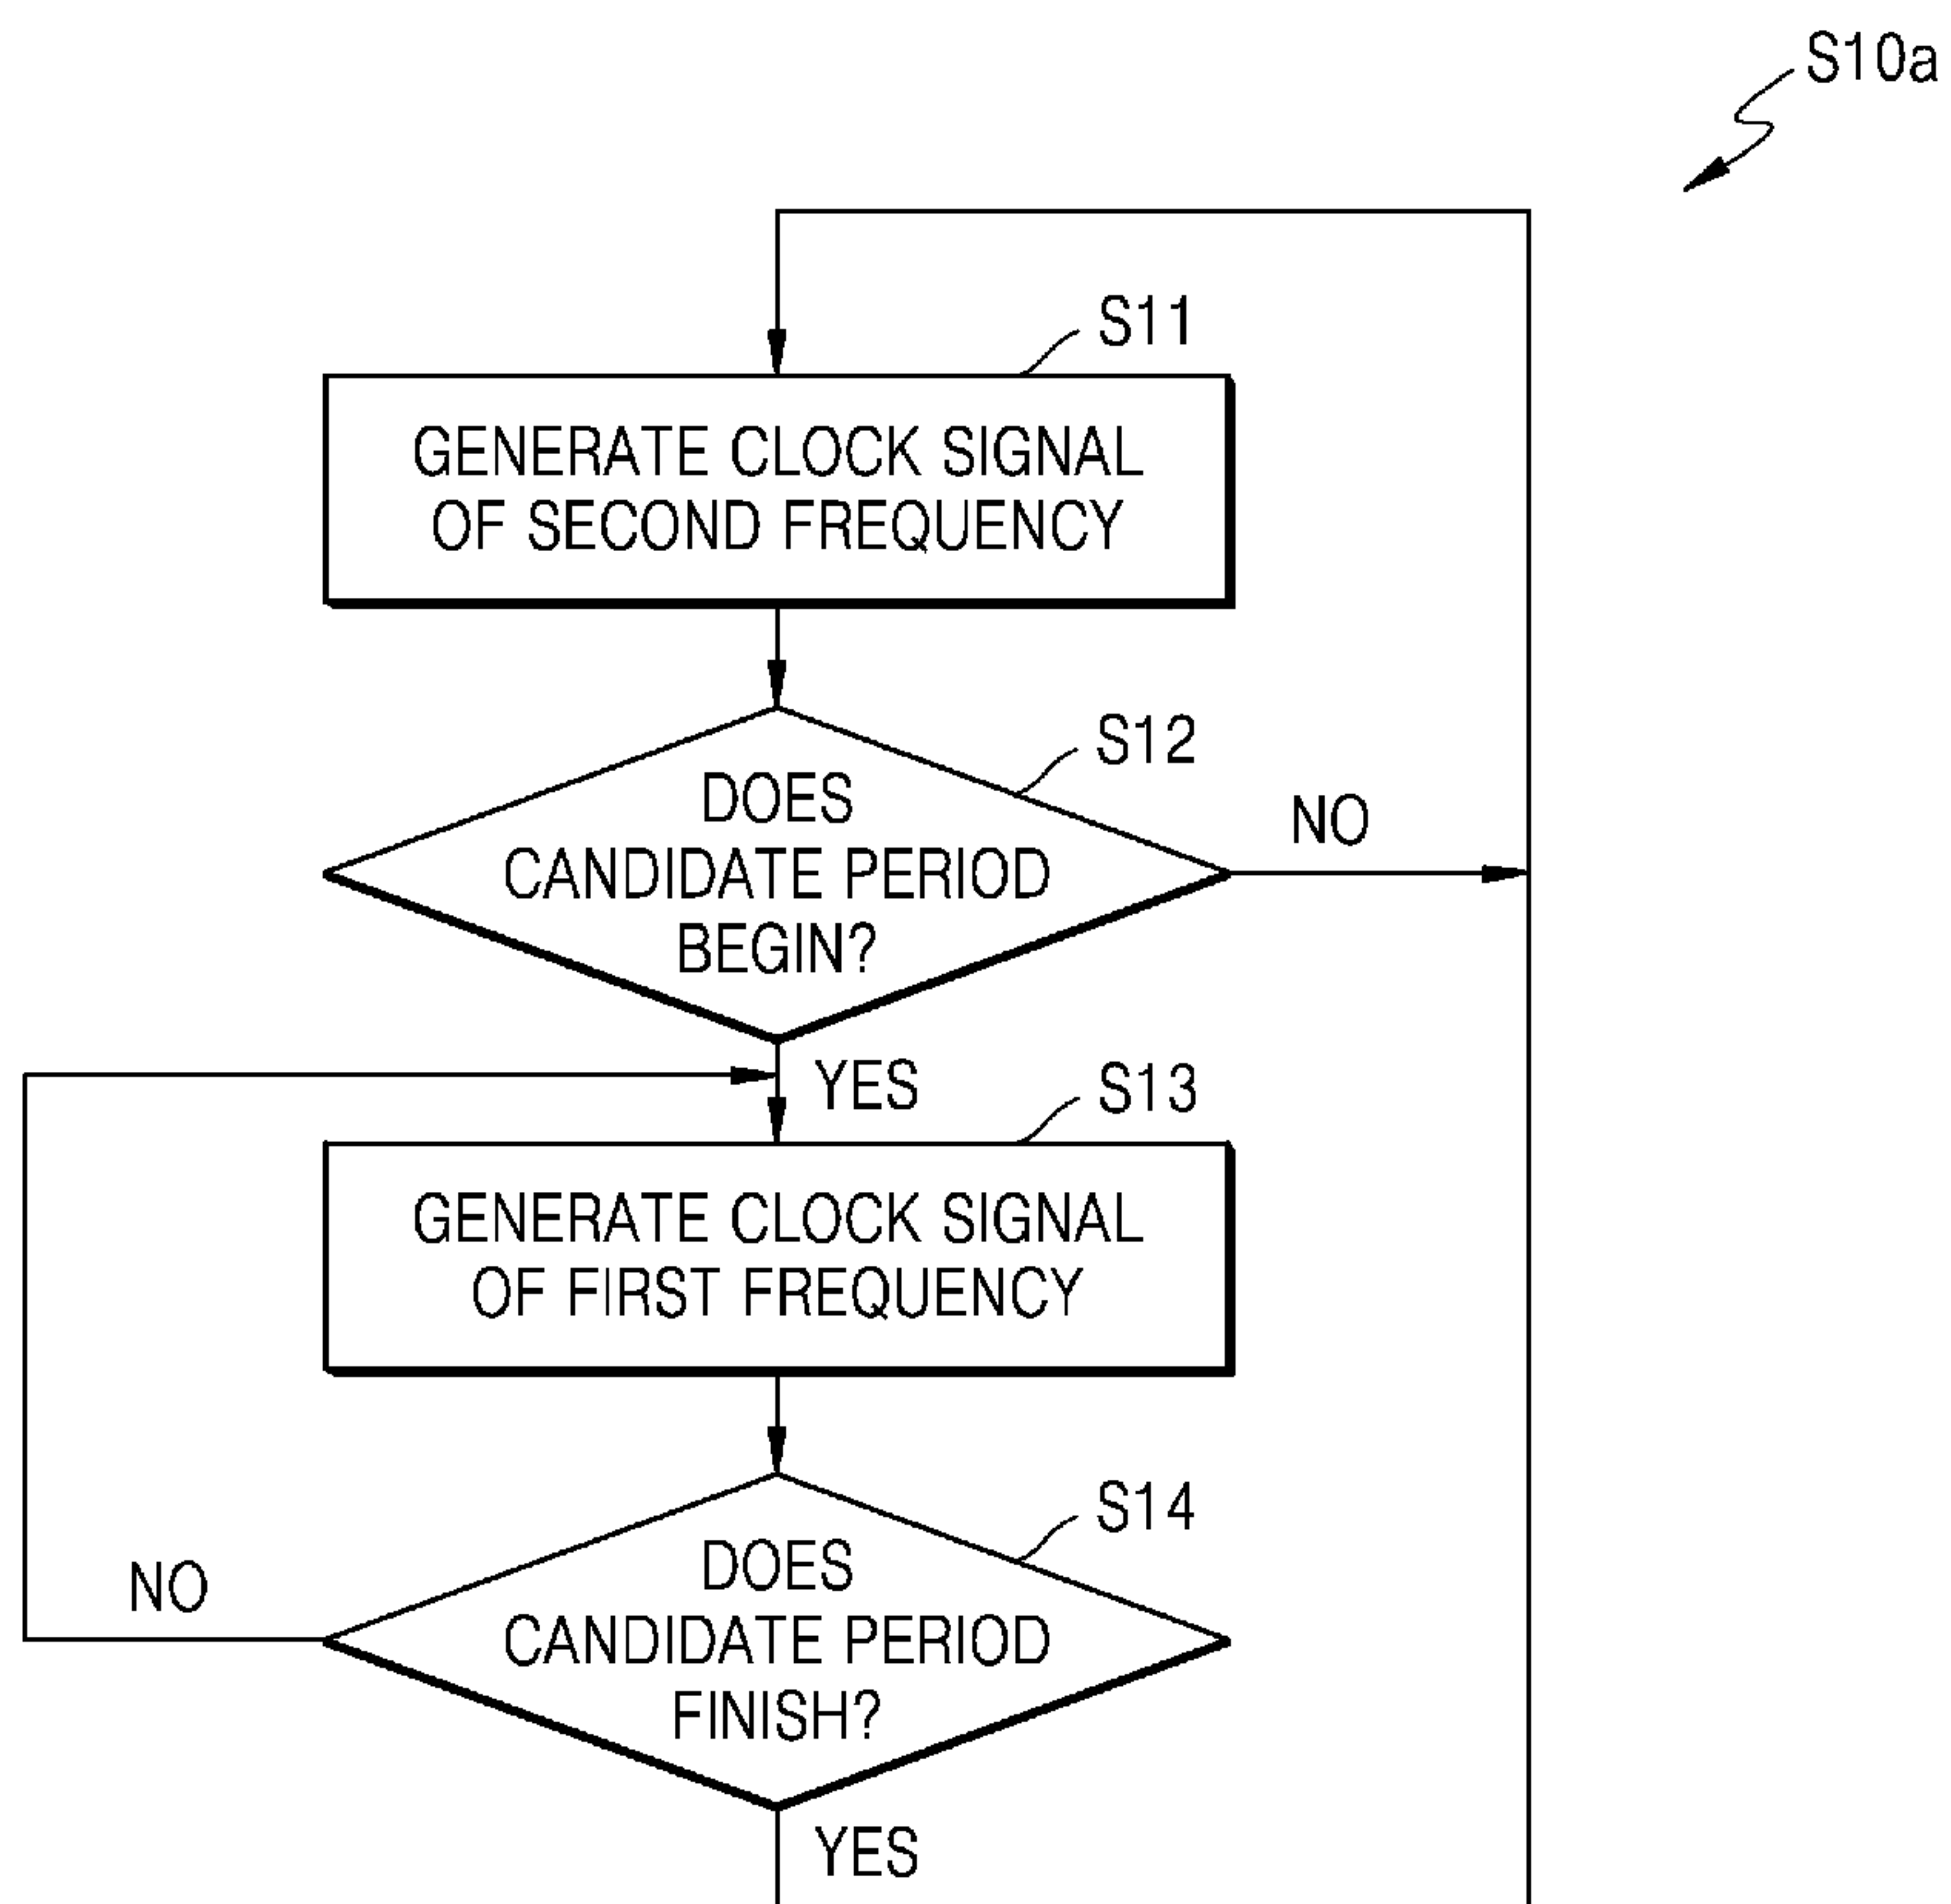 S10a
S11
GENERATE CLOCK SIGNAL
OF SECOND FREQUENCY
S12
DOES
CANDIDATE PERIOD
BEGIN?
NO
YES
S13
GENERATE CLOCK SIGNAL
OF FIRST FREQUENCY
S14
DOES
CANDIDATE PERIOD
FINISH?
NO
YES